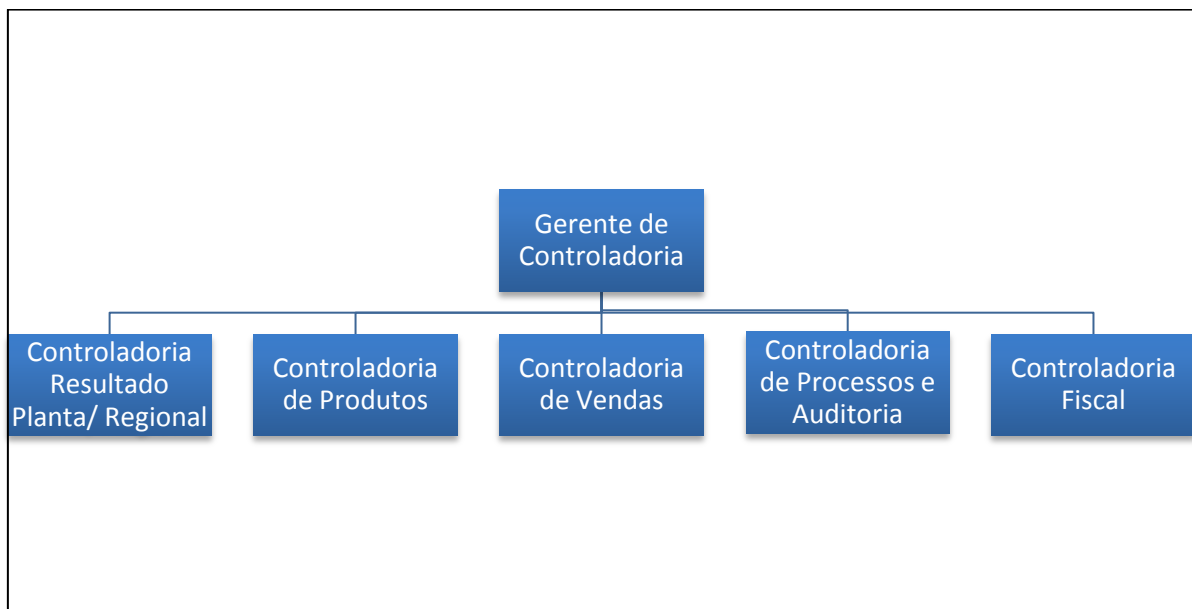 Gerente de
Controladoria
Controladoria
Resultado
Planta/ Regional
Controladoria
de Produtos
Controladoria
de Vendas
Controladoria
de Processos e
Auditoria
Controladoria
Fiscal